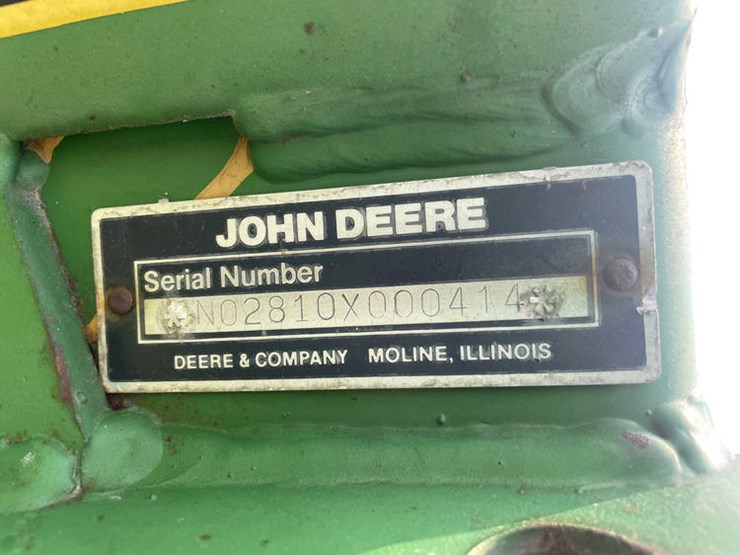 JOHN DEERE
Serial Number
N02810X000414
DEERE & COMPANY MOLINE, ILLINOIS